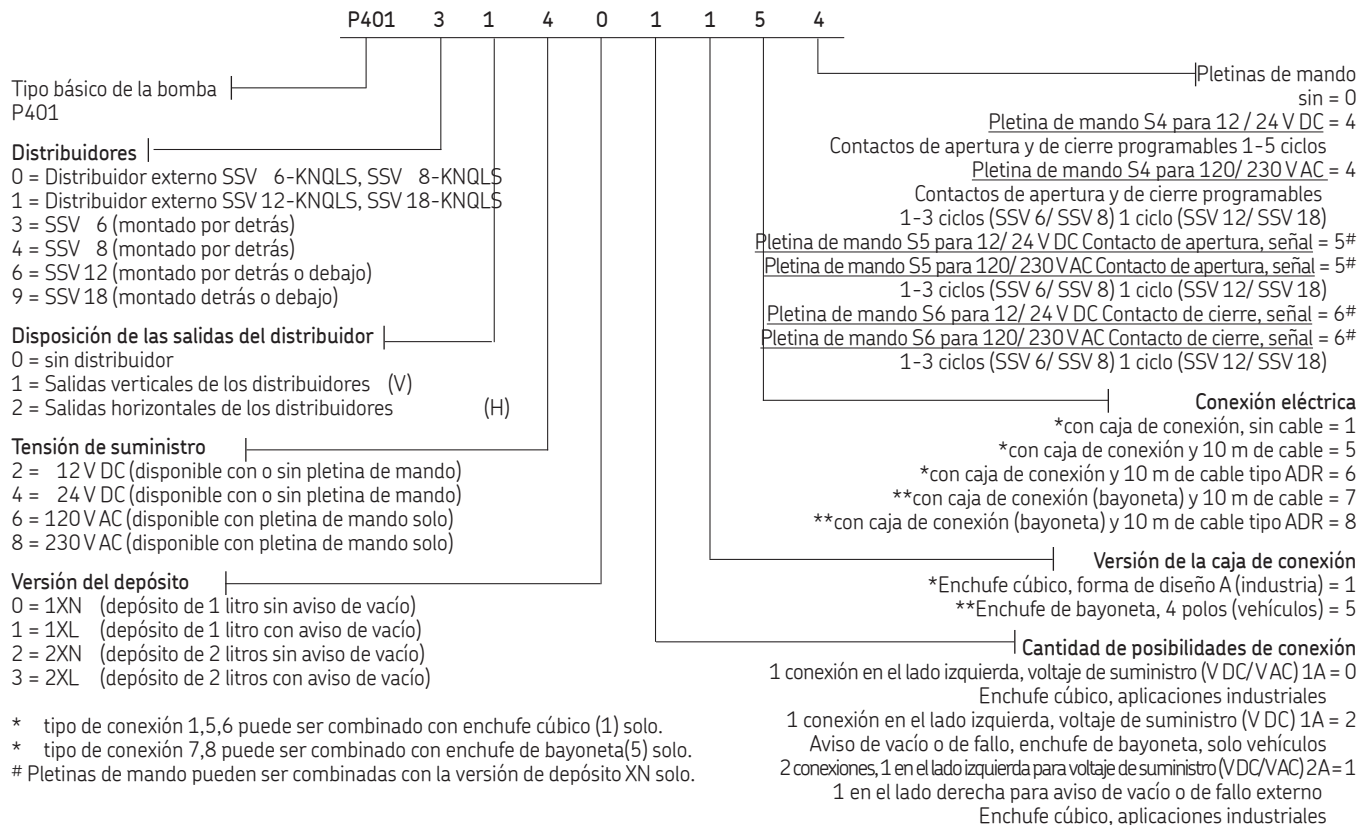 P401 3 1 4 0 1 1 5 4
Tipo básico de la bomba
P401
Distribuidores
0 = Distribuidor externo SSV 6-KNQLS, SSV 8-KNQLS
1 = Distribuidor externo SSV 12-KNQLS, SSV 18-KNQLS
3 = SSV 6 (montado por detrás)
4 = SSV 8 (montado por detrás)
6 = SSV 12 (montado por detrás o debajo)
9 = SSV 18 (montado detrás o debajo)
Disposición de las salidas del distribuidor
0 = sin distribuidor
1 = Salidas verticales de los distribuidores (V)
2 = Salidas horizontales de los distribuidores (H)
Tensión de suministro
2 = 12 V DC (disponible con o sin pletina de mando)
4 = 24 V DC (disponible con o sin pletina de mando)
6 = 120 V AC (disponible con pletina de mando solo)
8 = 230 V AC (disponible con pletina de mando solo)
Versión del depósito
0 = 1XN (depósito de 1 litro sin aviso de vacío)
1 = 1XL (depósito de 1 litro con aviso de vacío)
2 = 2XN (depósito de 2 litros sin aviso de vacío)
3 = 2XL (depósito de 2 litros con aviso de vacío)
* tipo de conexión 1,5,6 puede ser combinado con enchufe cúbico (1) solo.
* tipo de conexión 7,8 puede ser combinado con enchufe de bayoneta(5) solo.
# Pletinas de mando pueden ser combinadas con la versión de depósito XN solo.
Pletinas de mando
sin = 0
Pletina de mando S4 para 12 / 24 V DC = 4
Contactos de apertura y de cierre programables 1-5 ciclos
Pletina de mando S4 para 120/ 230 V AC = 4
Contactos de apertura y de cierre programables
1-3 ciclos (SSV 6/ SSV 8) 1 ciclo (SSV 12/ SSV 18)
Pletina de mando S5 para 12/ 24 V DC Contacto de apertura, señal = 5#
Pletina de mando S5 para 120/ 230 V AC Contacto de apertura, señal = 5#
1-3 ciclos (SSV 6/ SSV 8) 1 ciclo (SSV 12/ SSV 18)
Pletina de mando S6 para 12/ 24 V DC Contacto de cierre, señal = 6#
Pletina de mando S6 para 120/ 230 V AC Contacto de cierre, señal = 6#
1-3 ciclos (SSV 6/ SSV 8) 1 ciclo (SSV 12/ SSV 18)
Conexión eléctrica
*con caja de conexión, sin cable = 1
*con caja de conexión y 10 m de cable = 5
*con caja de conexión y 10 m de cable tipo ADR = 6
**con caja de conexión (bayoneta) y 10 m de cable = 7
**con caja de conexión (bayoneta) y 10 m de cable tipo ADR = 8
Versión de la caja de conexión
*Enchufe cúbico, forma de diseño A (industria) = 1
**Enchufe de bayoneta, 4 polos (vehículos) = 5
Cantidad de posibilidades de conexión
1 conexión en el lado izquierda, voltaje de suministro (V DC/ V AC) 1A = 0
Enchufe cúbico, aplicaciones industriales
1 conexión en el lado izquierda, voltaje de suministro (V DC) 1A = 2
Aviso de vacío o de fallo, enchufe de bayoneta, solo vehículos
2 conexiones, 1 en el lado izquierda para voltaje de suministro (V DC/V AC) 2A = 1
1 en el lado derecha para aviso de vacío o de fallo externo
Enchufe cúbico, aplicaciones industriales